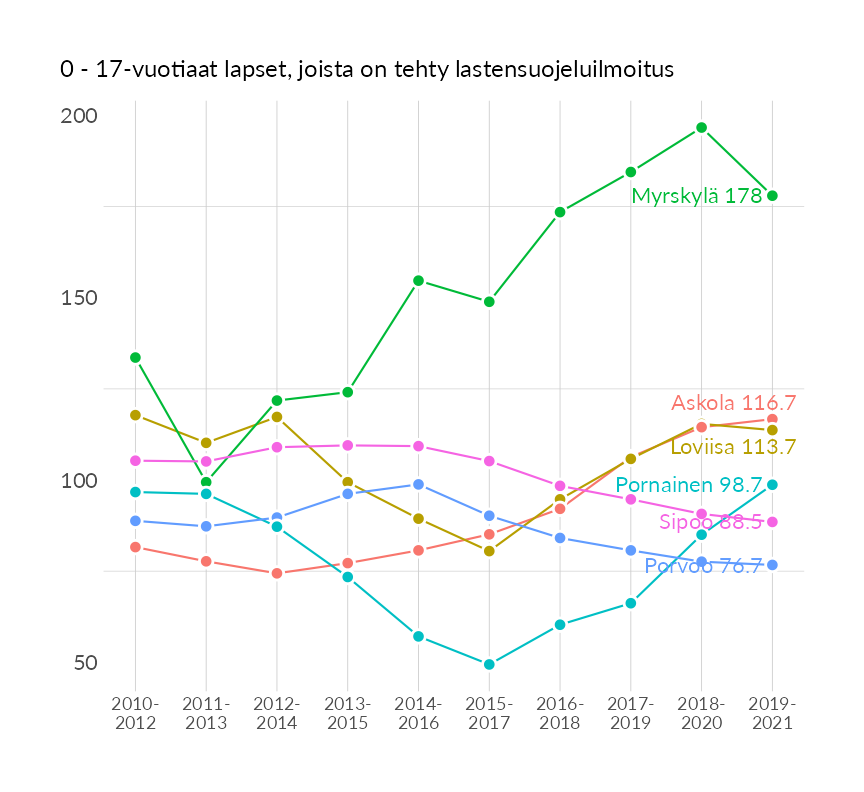 0 - 17-vuotiaat lapset, joista on tehty lastensuojeluilmoitus
200
Myrskylä 178
150
Askola 116.7
Loviisa 113.7
100
Pornainen 98.7
Sipoo 88.5
Porvoo 76.7
50
2010-2012 2011-2013 2012-2014 2013-2015 2014-2016 2015-2017 2016-2018 2017-2019 2018-2020 2019-2021